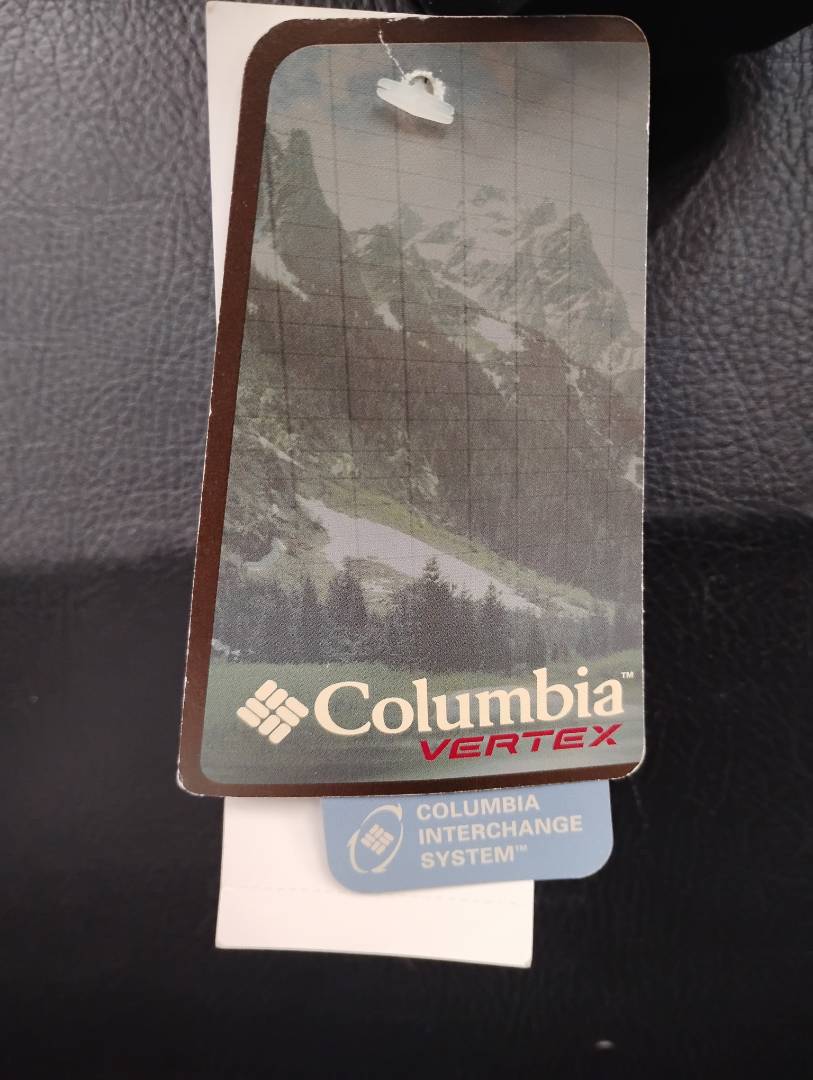 Columbia™
VERTEX
COLUMBIA
INTERCHANGE
SYSTEM™